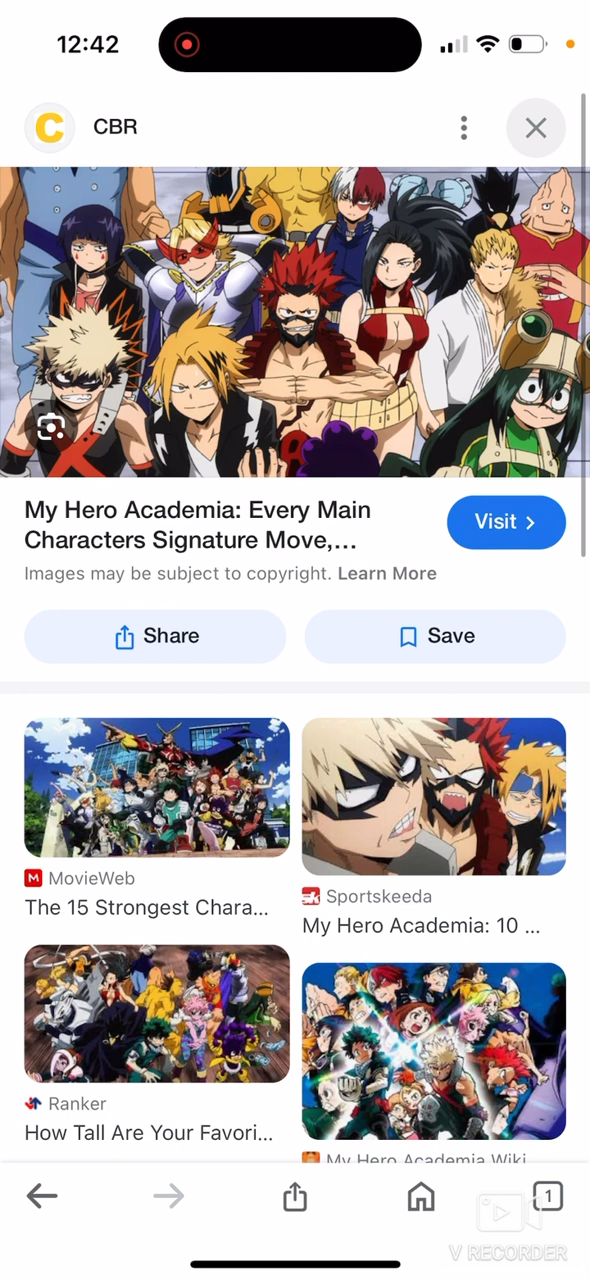 12:42
C
CBR
My Hero Academia: Every Main
Characters Signature Move,...
Visit
Images may be subject to copyright. Learn More
Share
Save
M MovieWeb
The 15 Strongest Chara...
sk Sportskeeda
My Hero Academia: 10 ...
Ranker
How Tall Are Your Favori...
My Hero Academia Wiki
1
V RECORDER